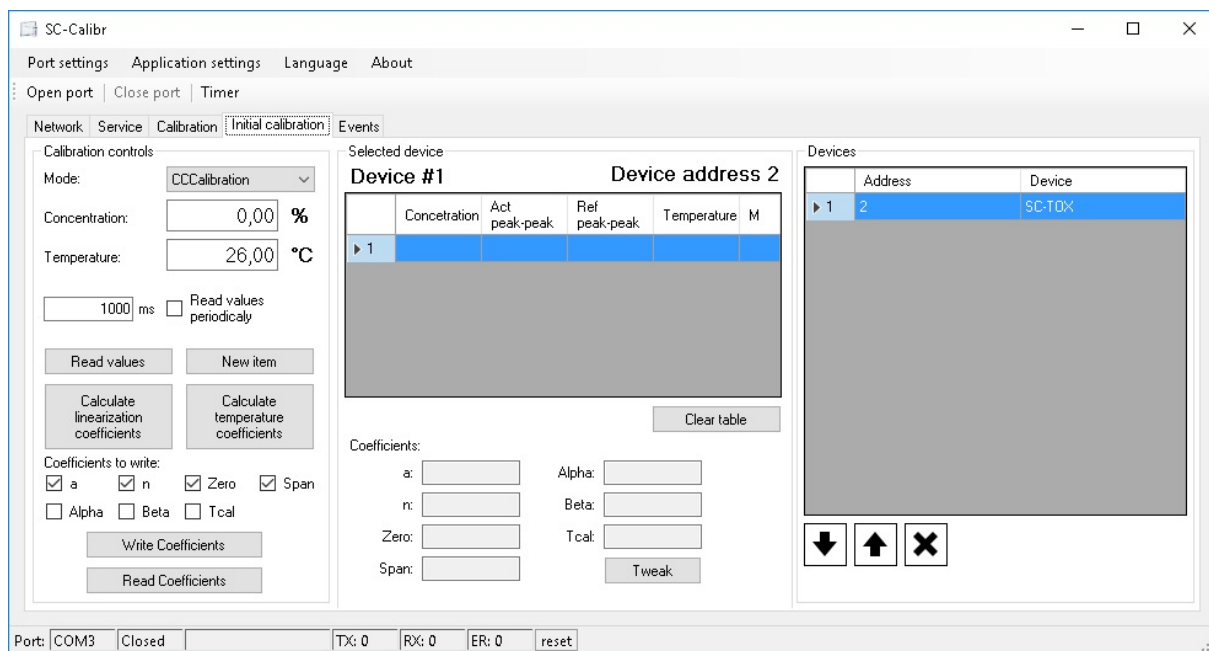 SC-Calibr
Port settings Application settings Language About
Open port Close port Timer
Network Service Calibration Initial calibration Events
Calibration controls
Mode: CCCalibration
Concentration: 0,00 %
Temperature: 26,00 °C
1000 ms Read values
periodicaly
Read values New item
Calculate
linearization
coefficients
Calculate
temperature
coefficients
Coefficients to write:
a n Zero Span
Alpha Beta Tcal
Write Coefficients
Read Coefficients
Selected device
Device #1 Device address 2
Concetration Act
peak-peak Ref
peak-peak Temperature M
1
Clear table
Coefficients:
a: Alpha:
n: Beta:
Zero: Tcal:
Span: Tweak
Devices
Address Device
1 2 SC-TOX
Port: COM3 Closed TX: 0 RX: 0 ER: 0 reset